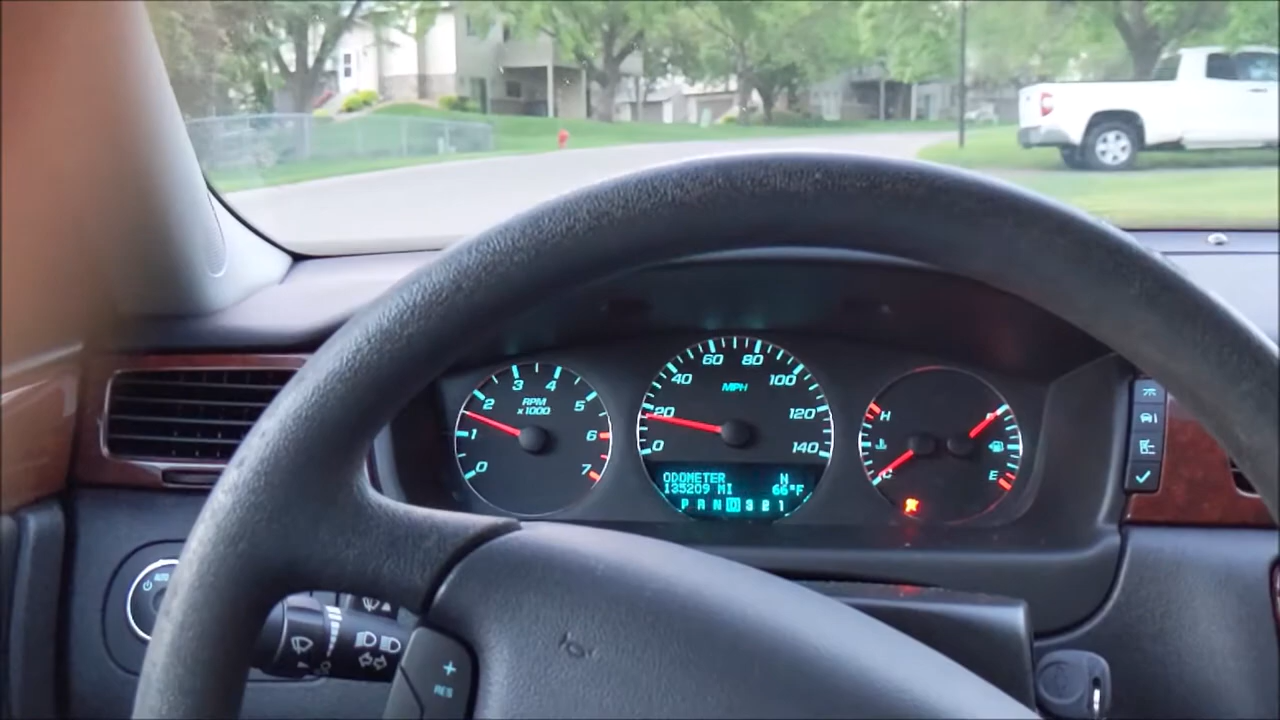 60 80
40 MPH 100
20 120
0 140
3 4
2 RPM 5
x1000
1 6
0 7
H F
C E
ODOMETER N
135209 MI 66°F
P R N D 3 2 1
AUTO
+
RES